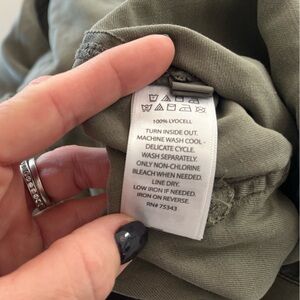 100% LYOCELL
TURN INSIDE OUT.
MACHINE WASH COOL -
DELICATE CYCLE.
WASH SEPARATELY.
ONLY NON-CHLORINE
BLEACH WHEN NEEDED.
LINE DRY.
LOW IRON IF NEEDED.
IRON ON REVERSE.
RN# 75343